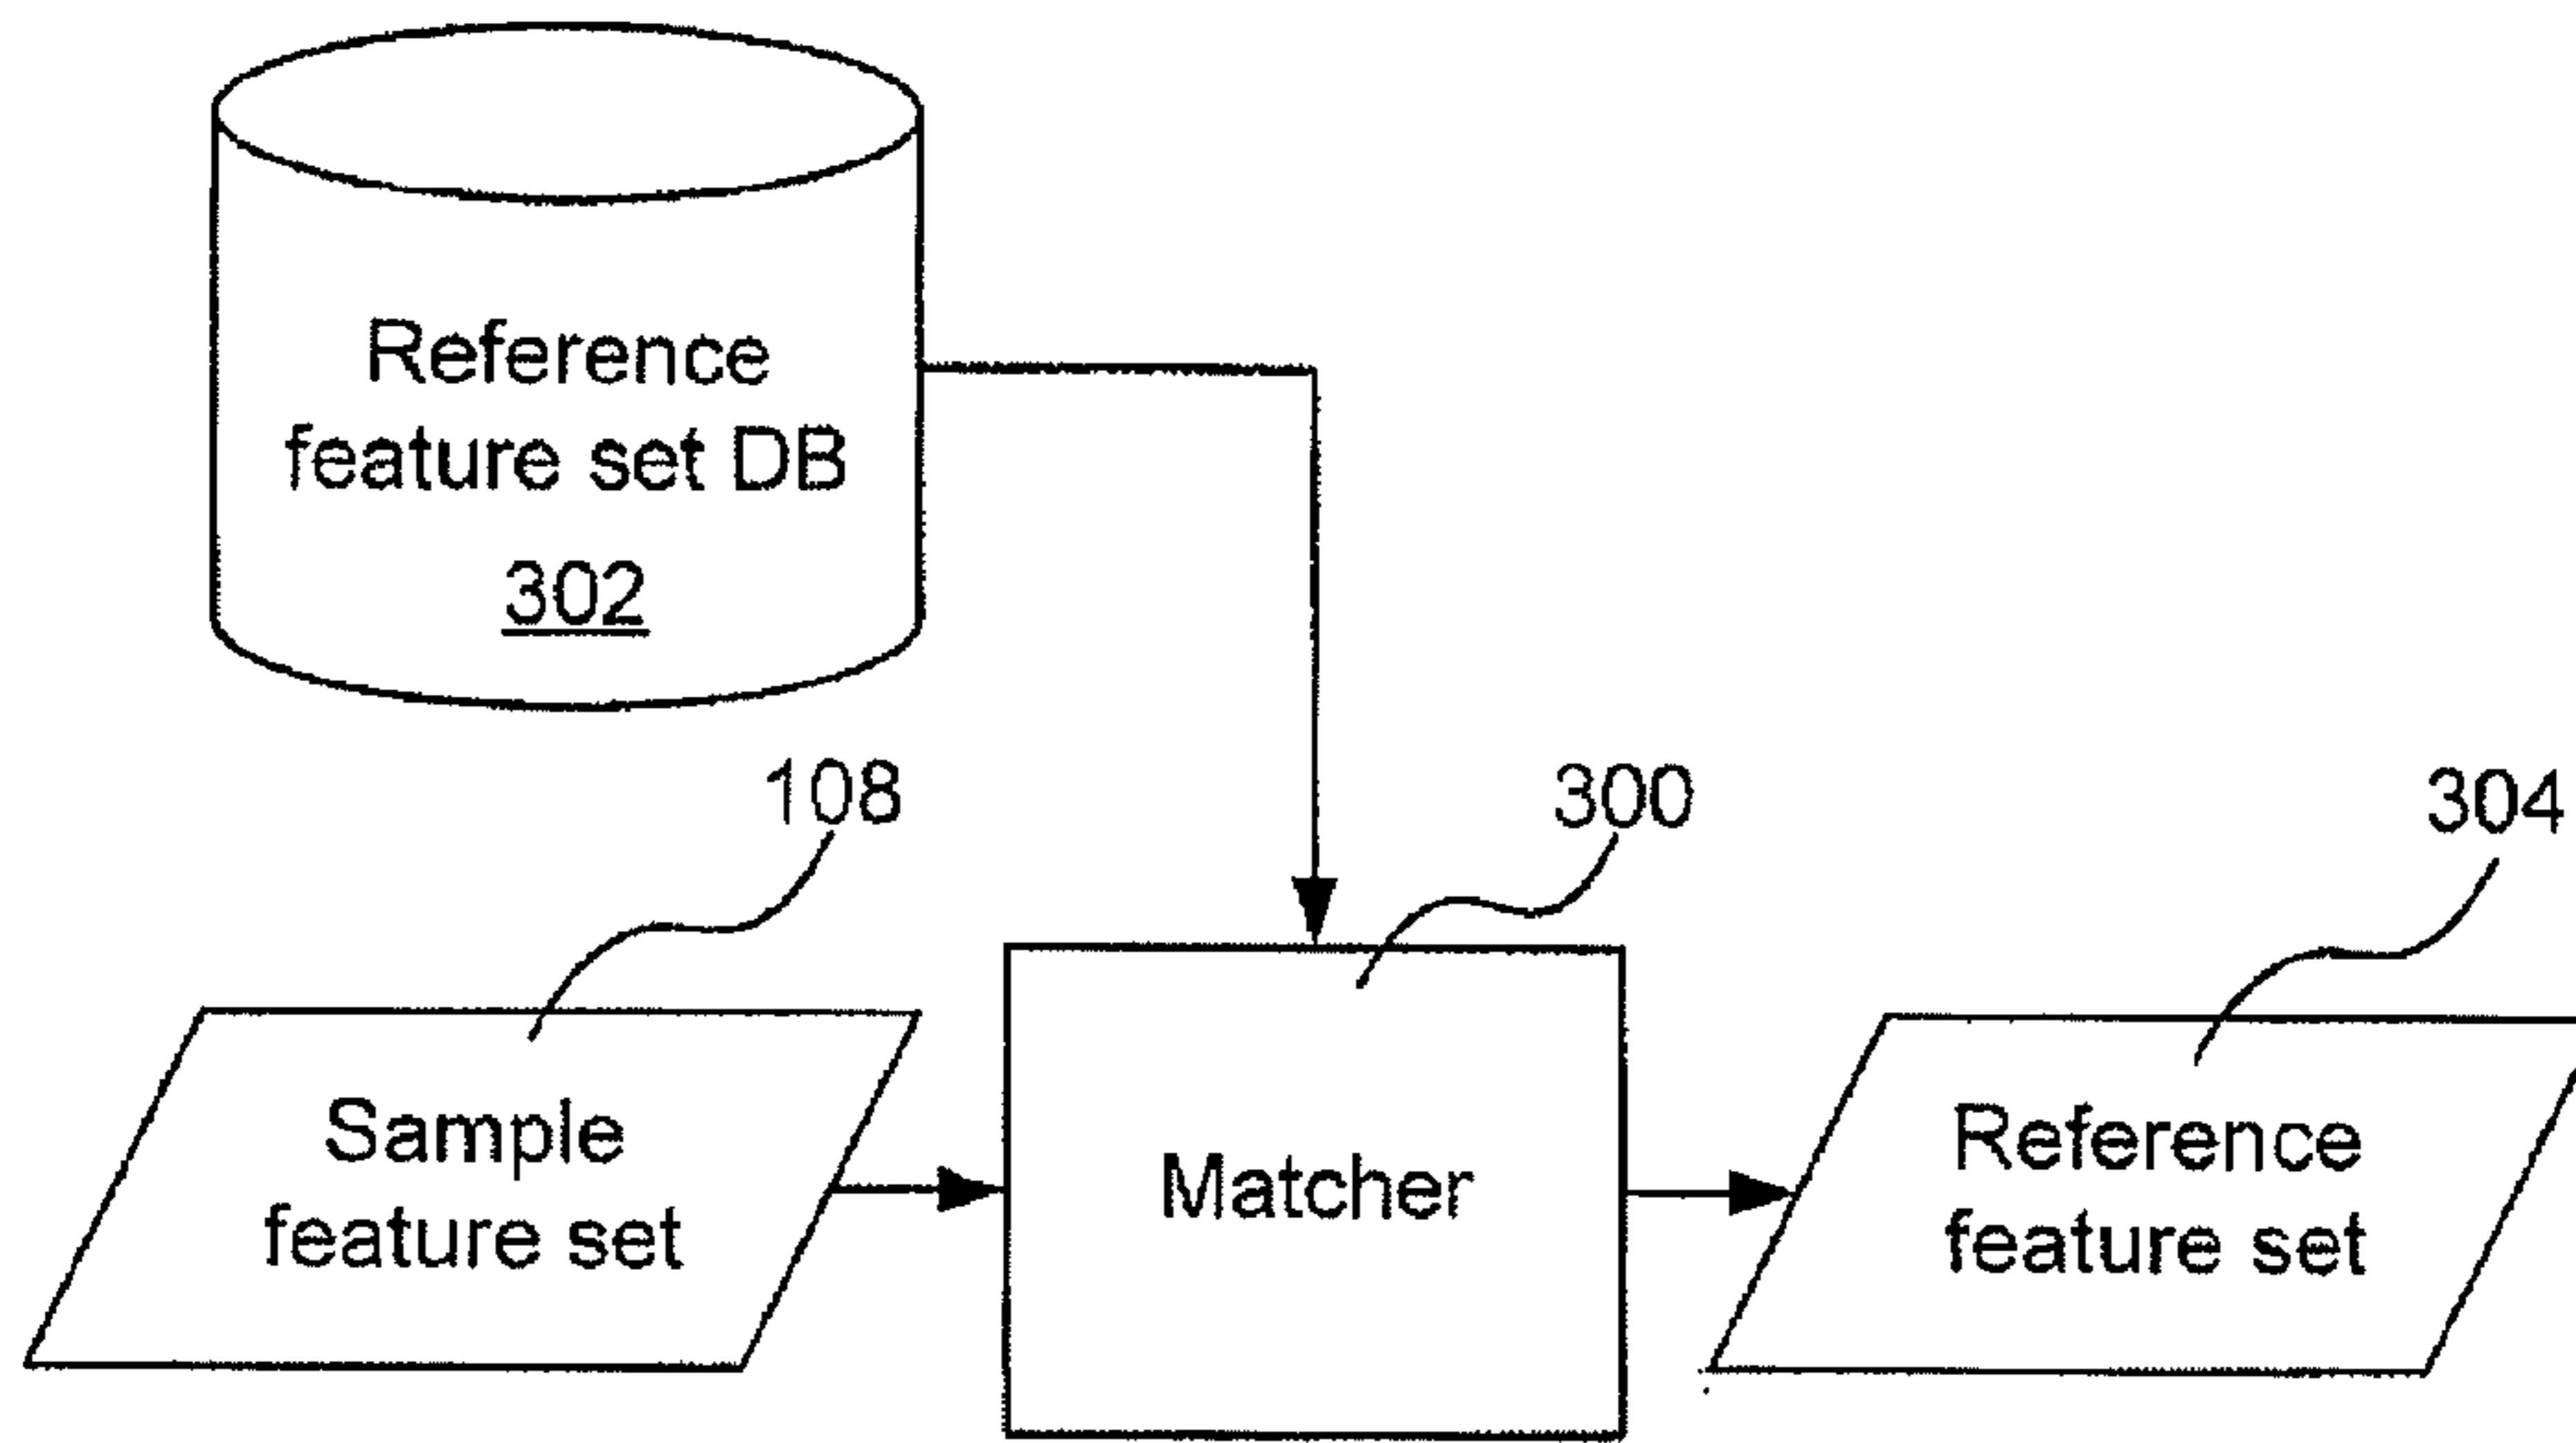 Reference
feature set DB
302
108
300
304
Sample
feature set
Matcher
Reference
feature set